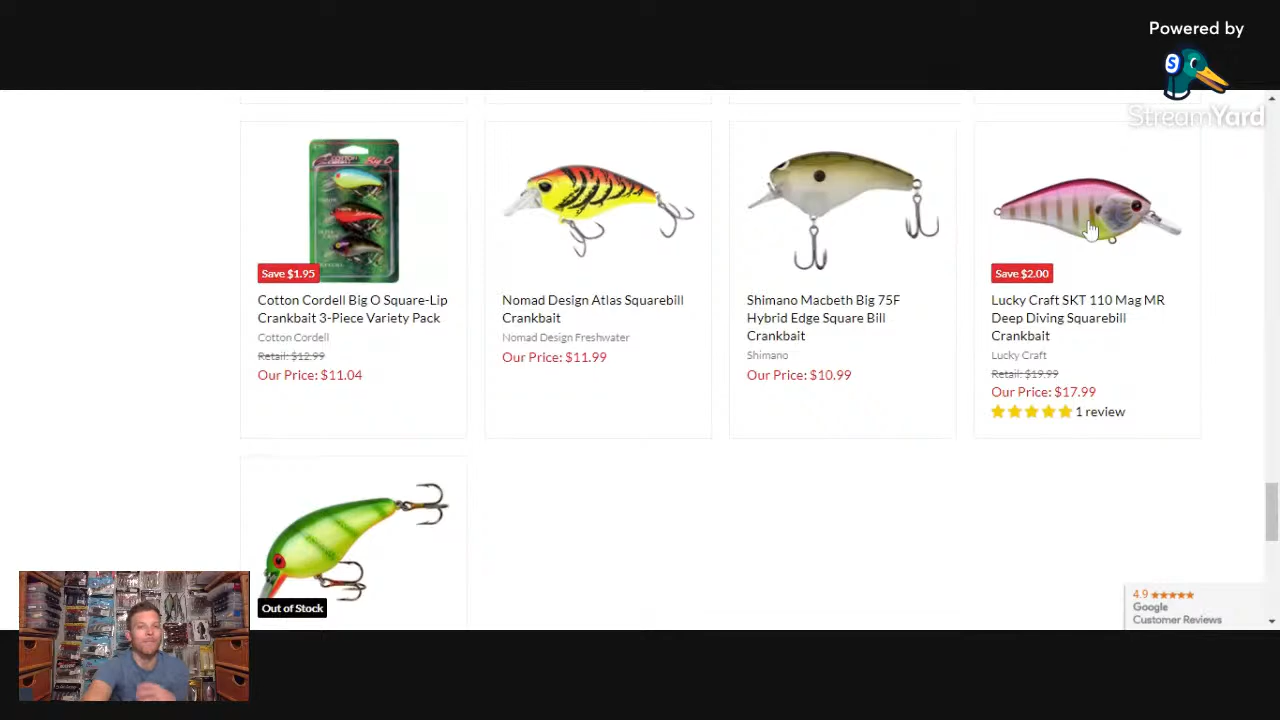 Powered by
S
StreamYard
COTTON
Cordell Big O
Save $1.95
Cotton Cordell Big O Square-Lip
Crankbait 3-Piece Variety Pack
Cotton Cordell
Retail: $12.99
Our Price: $11.04
Nomad Design Atlas Squarebill
Crankbait
Nomad Design Freshwater
Our Price: $11.99
Shimano Macbeth Big 75F
Hybrid Edge Square Bill
Crankbait
Shimano
Our Price: $10.99
Save $2.00
Lucky Craft SKT 110 Mag MR
Deep Diving Squarebill
Crankbait
Lucky Craft
Retail: $19.99
Our Price: $17.99
1 review
Out of Stock
4.9
Google
Customer Reviews